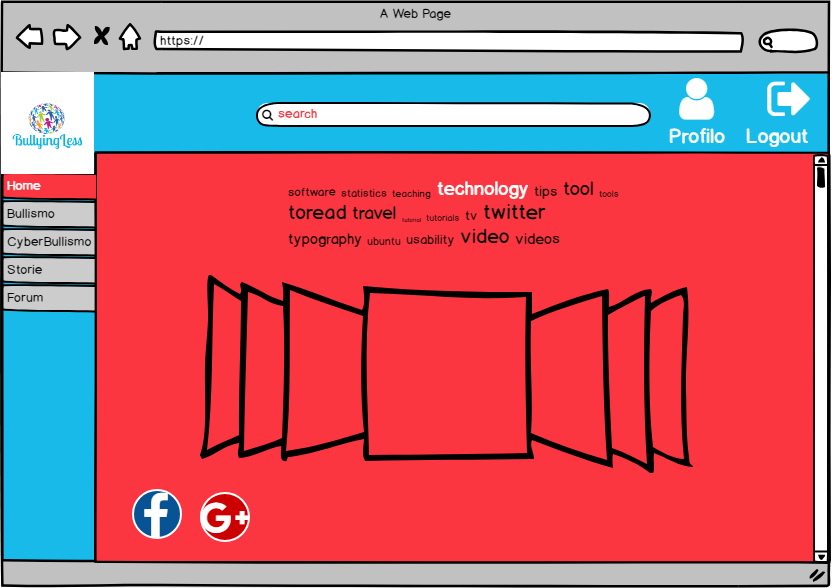 A Web Page
https://
BullyingLess
search
Profilo
Logout
Home
Bullismo
CyberBullismo
Storie
Forum
software statistics teaching technology tips tool tools
toread travel tutorial tutorials tv twitter
typography ubuntu usability video videos
f
G+